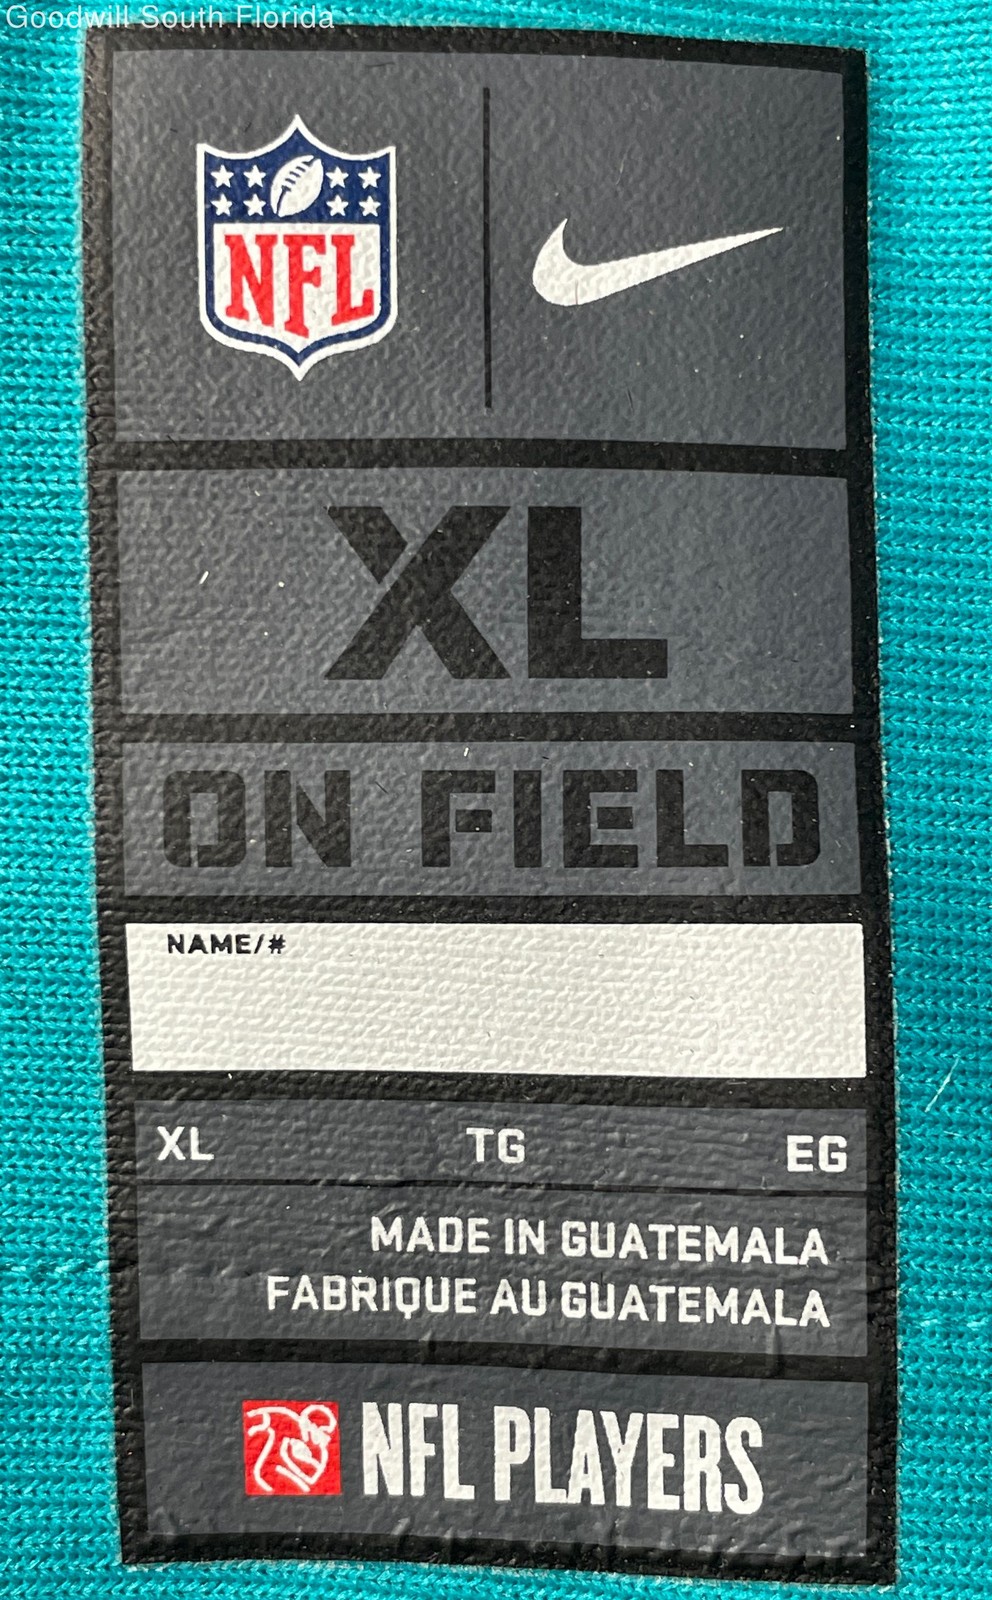 Goodwill South Florida
NFL
XL
ON FIELD
NAME/#
XL TG EG
MADE IN GUATEMALA
FABRIQUE AU GUATEMALA
NFL PLAYERS